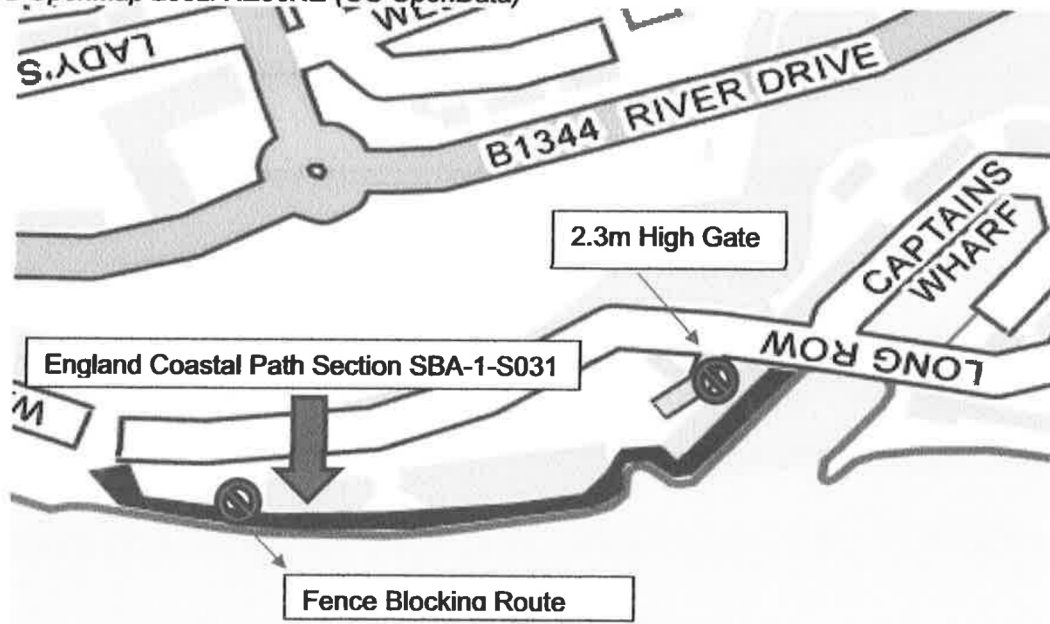 LADY'S
B1344 RIVER DRIVE
2.3m High Gate
CAPTAINS
WHARF
England Coastal Path Section SBA-1-S031
LONG ROW
Fence Blocking Route